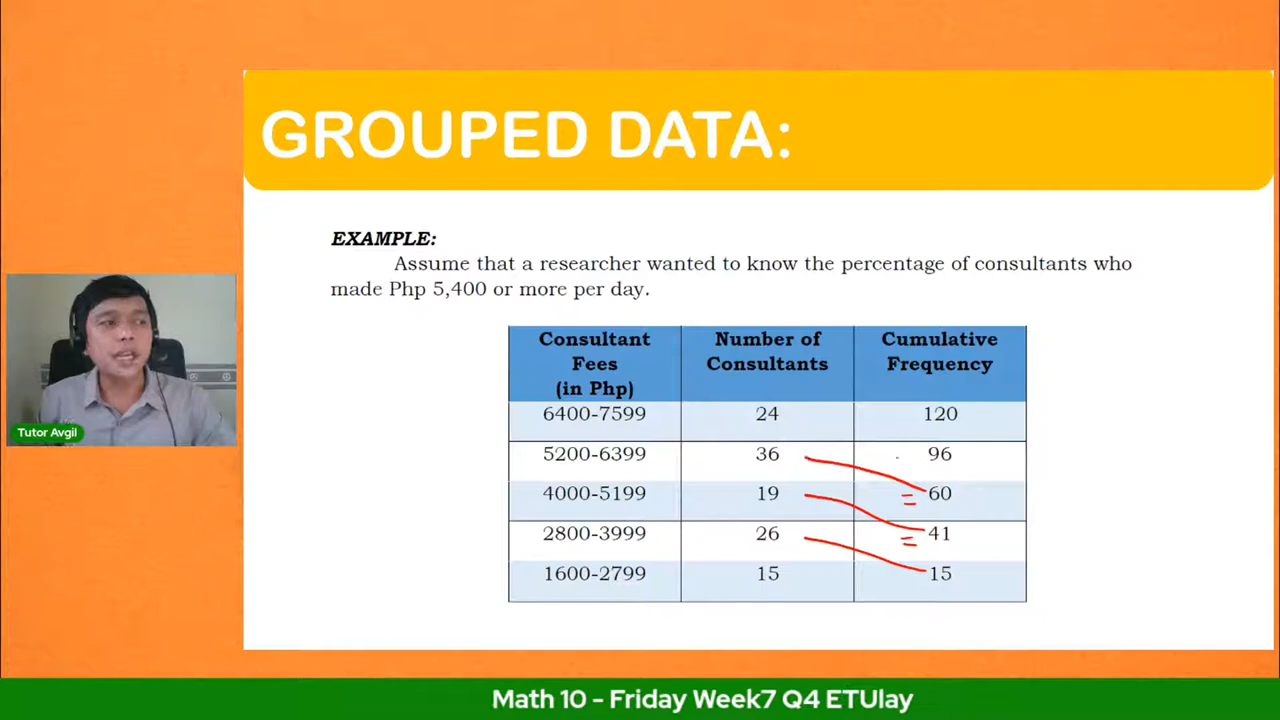 GROUPED DATA:
EXAMPLE:
Assume that a researcher wanted to know the percentage of consultants who
made Php 5,400 or more per day.
Consultant Fees (in Php) Number of Consultants Cumulative Frequency
6400-7599 24 120
5200-6399 36 96
4000-5199 19 = 60
2800-3999 26 = 41
1600-2799 15 15
Tutor Avgil
Math 10 - Friday Week7 Q4 ETUlay